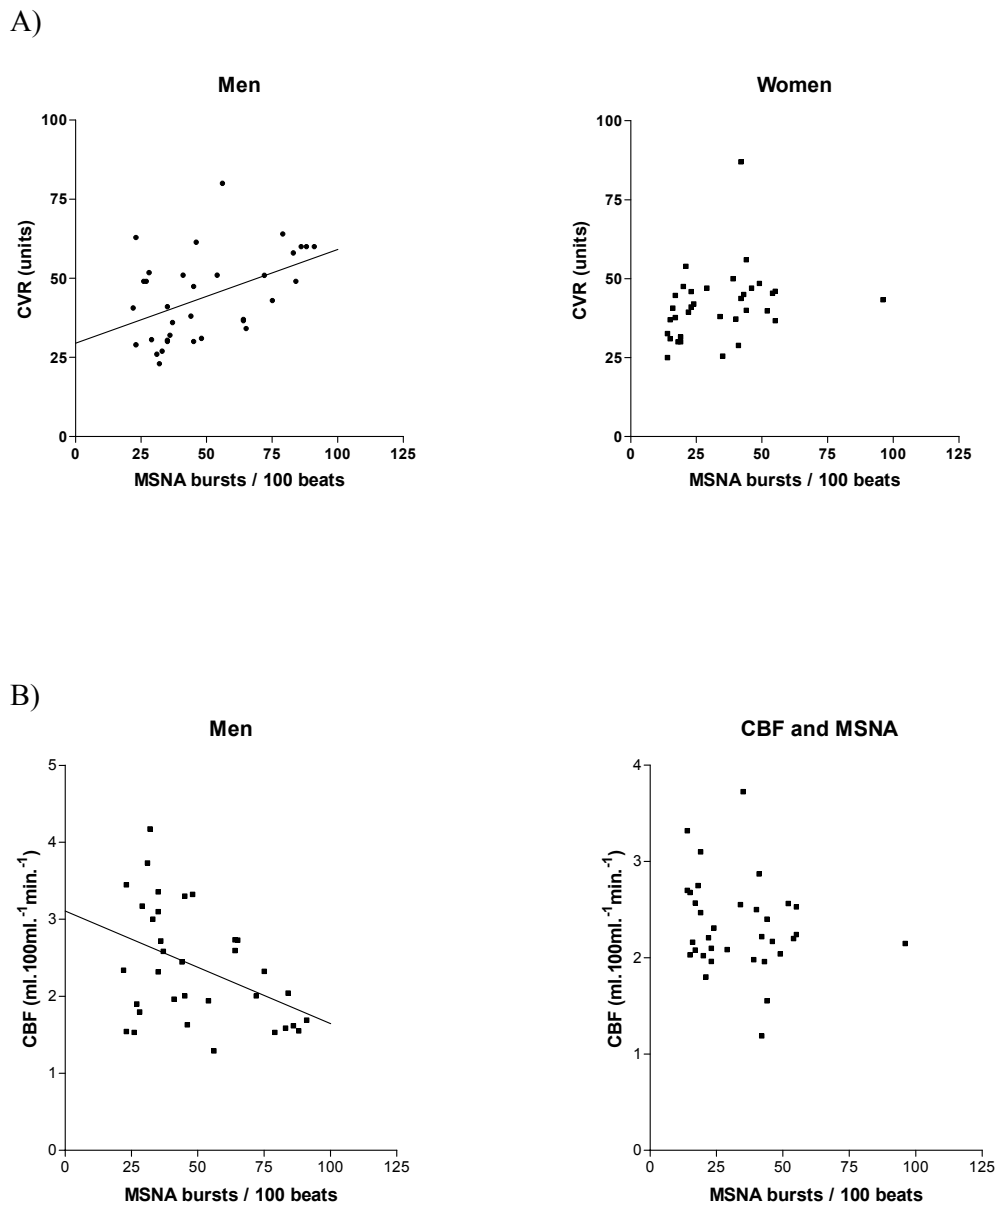 A)
Men
Women
100
75
50
25
0
CVR (units)
0 25 50 75 100 125
MSNA bursts / 100 beats
100
75
50
25
0
CVR (units)
0 25 50 75 100 125
MSNA bursts / 100 beats
B)
Men
CBF and MSNA
5
4
3
2
1
0
CBF (ml.100ml.⁻¹min.⁻¹)
0 25 50 75 100 125
MSNA bursts / 100 beats
4
3
2
1
0
CBF (ml.100ml.⁻¹min.⁻¹)
0 25 50 75 100 125
MSNA bursts / 100 beats